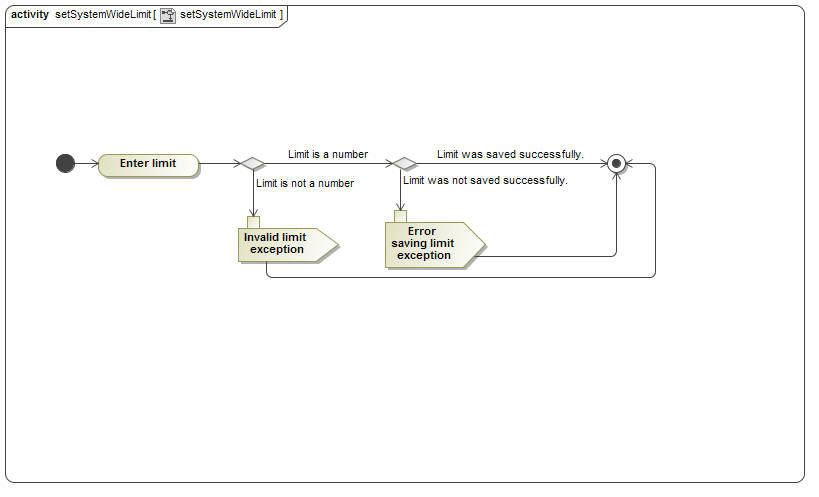 activity setSystemWideLimit[ setSystemWideLimit ]
Enter limit
Limit is a number
Limit was saved successfully.
Limit is not a number
Limit was not saved successfully.
Invalid limit
exception
Error
saving limit
exception